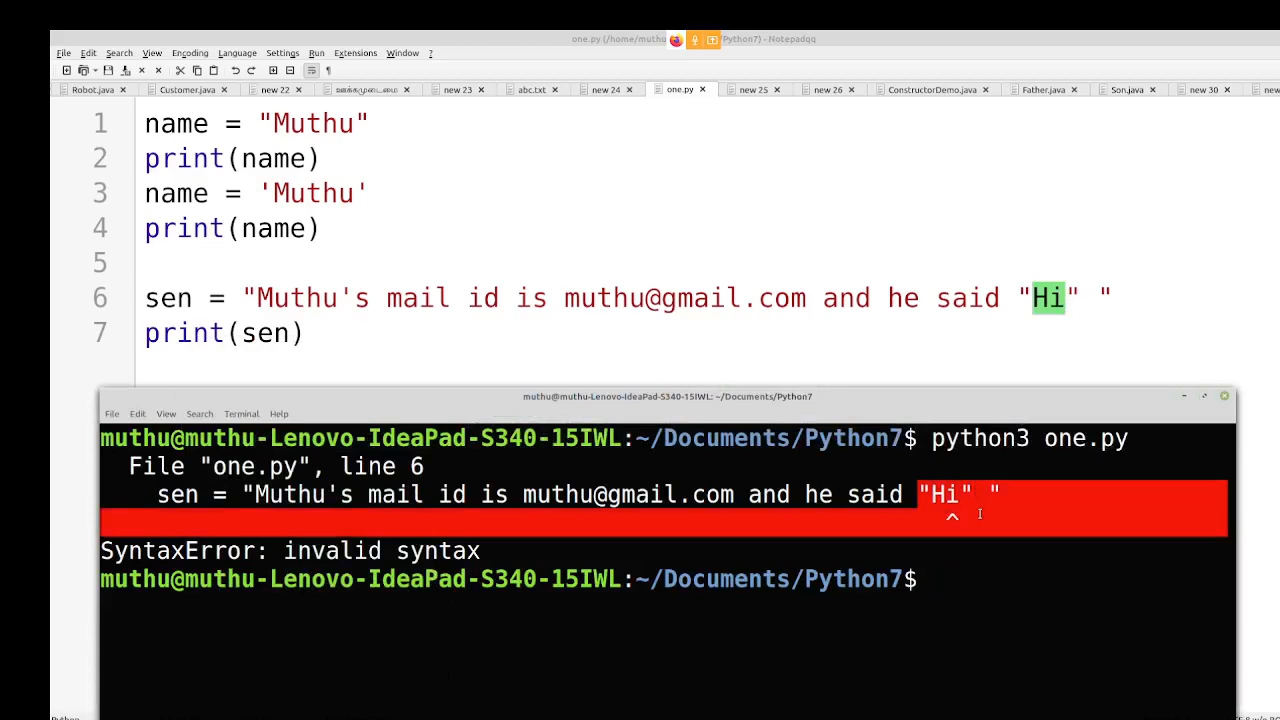 one.py (/home/mutho Python7) - Notepadqq
File Edit Search View Encoding Language Settings Run Extensions Window ?
Robot.java Customer.java new 22 ஊக்கமுடைமை new 23 abc.txt new 24 one.py new 25 new 26 ConstructorDemo.java Father.java Son.java new 30 new
1 name = "Muthu"
2 print(name)
3 name = 'Muthu'
4 print(name)
5
6 sen = "Muthu's mail id is muthu@gmail.com and he said "Hi" "
7 print(sen)
muthu@muthu-Lenovo-IdeaPad-S340-15IWL: ~/Documents/Python7
File Edit View Search Terminal Help
muthu@muthu-Lenovo-IdeaPad-S340-15IWL:~/Documents/Python7$ python3 one.py
File "one.py", line 6
sen = "Muthu's mail id is muthu@gmail.com and he said "Hi" "
^
SyntaxError: invalid syntax
muthu@muthu-Lenovo-IdeaPad-S340-15IWL:~/Documents/Python7$